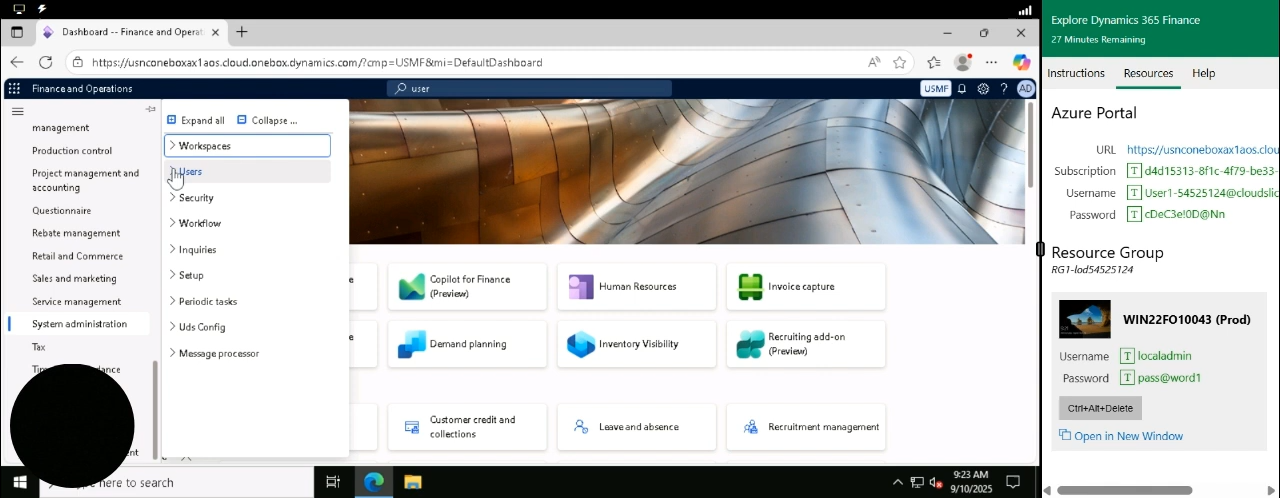 Dashboard -- Finance and Operat
https://usnconeboxax1aos.cloud.onebox.dynamics.com/?cmp=USMF&mi=DefaultDashboard
Finance and Operations
user
USMF
AD
management
Production control
Project management and
accounting
Questionnaire
Rebate management
Retail and Commerce
Sales and marketing
Service management
System administration
Tax
Expand all
Collapse ...
Workspaces
Users
Security
Workflow
Inquiries
Setup
Periodic tasks
Uds Config
Message processor
Copilot for Finance
(Preview)
Human Resources
Invoice capture
Demand planning
Inventory Visibility
Recruiting add-on
(Preview)
Customer credit and
collections
Leave and absence
Recruitment management
here to search
9:23 AM
9/10/2025
Explore Dynamics 365 Finance
27 Minutes Remaining
Instructions
Resources
Help
Azure Portal
URL https://usnconeboxax1aos.clou
Subscription T d4d15313-8f1c-4f79-be33-
Username T User1-54525124@cloudslic
Password T cDeC3e!0D@Nn
Resource Group
RG1-lod54525124
WIN22FO10043 (Prod)
Username T localadmin
Password T pass@word1
Ctrl+Alt+Delete
Open in New Window